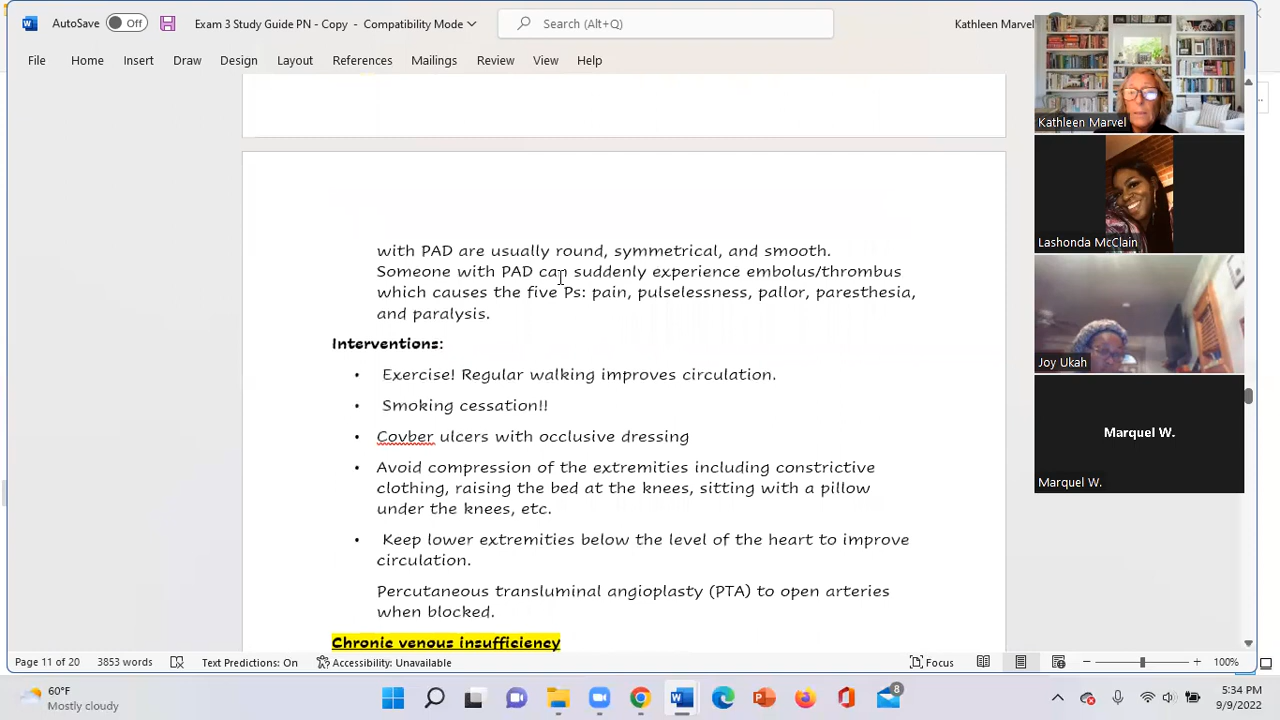 AutoSave Off Exam 3 Study Guide PN - Copy - Compatibility Mode Search (Alt+Q) Kathleen Marvel
File Home Insert Draw Design Layout References Mailings Review View Help
with PAD are usually round, symmetrical, and smooth.
Someone with PAD can suddenly experience embolus/thrombus
which causes the five Ps: pain, pulselessness, pallor, paresthesia,
and paralysis.
Interventions:
• Exercise! Regular walking improves circulation.
• Smoking cessation!!
• Covber ulcers with occlusive dressing
• Avoid compression of the extremities including constrictive
clothing, raising the bed at the knees, sitting with a pillow
under the knees, etc.
• Keep lower extremities below the level of the heart to improve
circulation.
Percutaneous transluminal angioplasty (PTA) to open arteries
when blocked.
Chronic venous insufficiency
Kathleen Marvel
Lashonda McClain
Joy Ukah
Marquel W.
Marquel W.
Page 11 of 20 3853 words Text Predictions: On Accessibility: Unavailable Focus 100%
60°F
Mostly cloudy
8
5:34 PM
9/9/2022